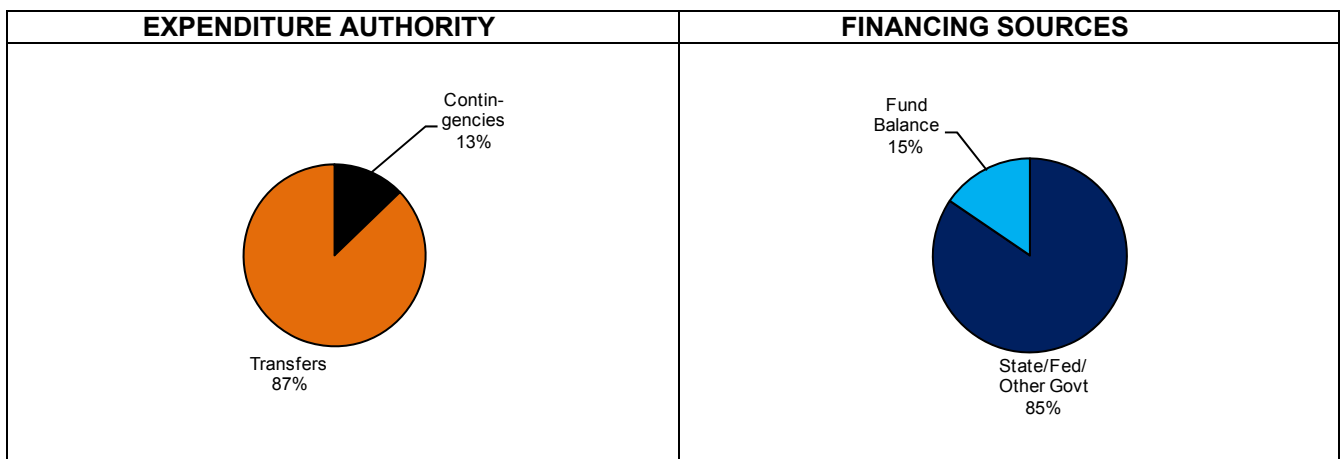 EXPENDITURE AUTHORITY
FINANCING SOURCES
Contin-
gencies
13%
Transfers
87%
Fund
Balance
15%
State/Fed/
Other Govt
85%